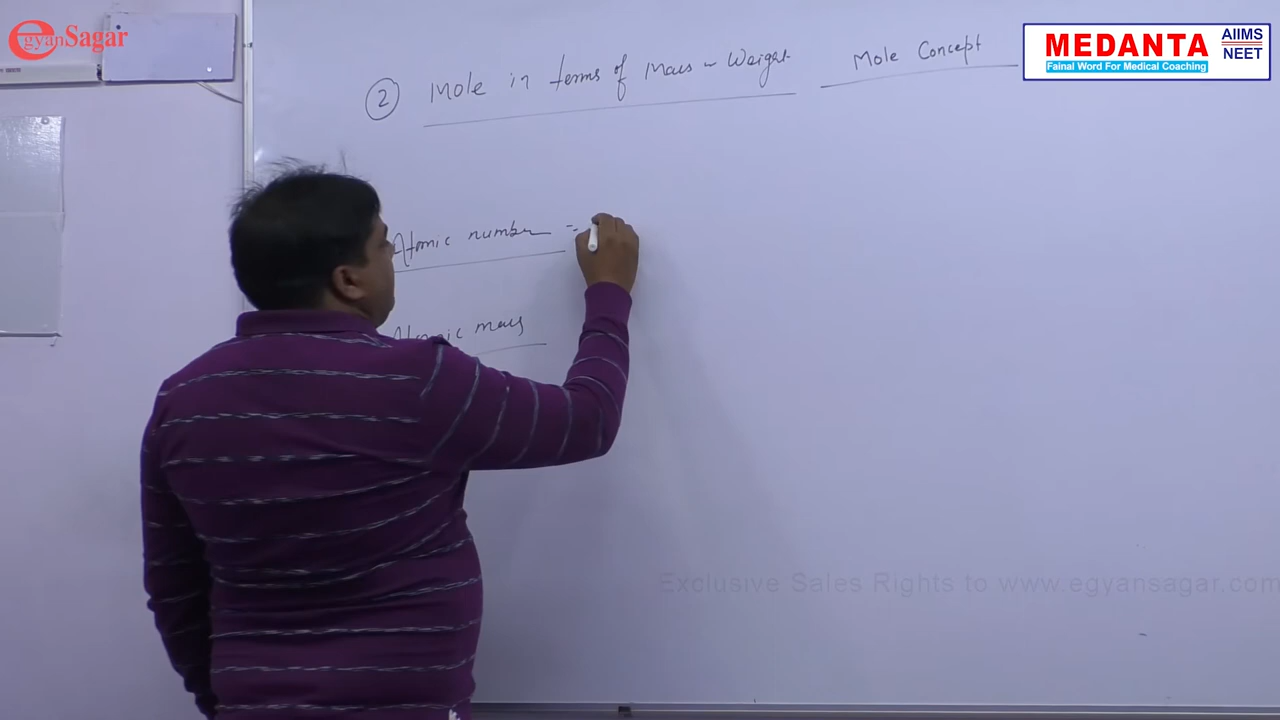 egyanSagar
② Mole in terms of Mass or Weight Mole Concept
MEDANTA AIIMS
Fainal Word For Medical Coaching NEET
Atomic number =
Atomic mass
Exclusive Sales Rights to www.egyansagar.com